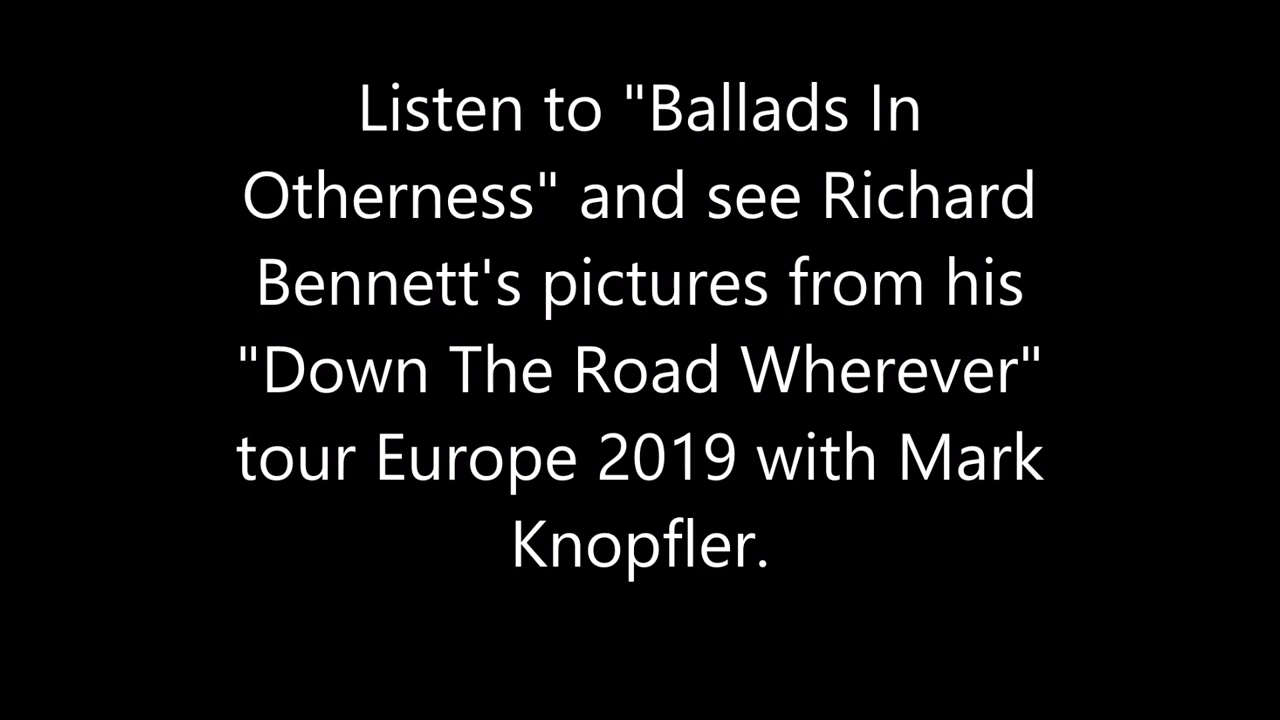 Listen to "Ballads In
Otherness" and see Richard
Bennett's pictures from his
"Down The Road Wherever"
tour Europe 2019 with Mark
Knopfler.